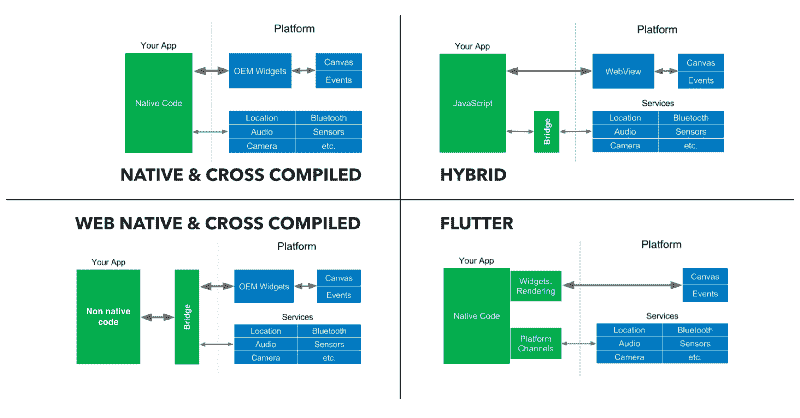 Platform
Your App
Native Code
OEM Widgets
Canvas
Events
Location Bluetooth
Audio Sensors
Camera etc.
NATIVE & CROSS COMPILED
Platform
Your App
JavaScript
WebView
Canvas
Events
Services
Bridge
Location Bluetooth
Audio Sensors
Camera etc.
HYBRID
WEB NATIVE & CROSS COMPILED
Platform
Your App
Non native
code
Bridge
OEM Widgets
Canvas
Events
Services
Location Bluetooth
Audio Sensors
Camera etc.
FLUTTER
Platform
Your App
Native Code
Widgets.
Rendering
Canvas
Events
Services
Platform
Channels
Location Bluetooth
Audio Sensors
Camera etc.